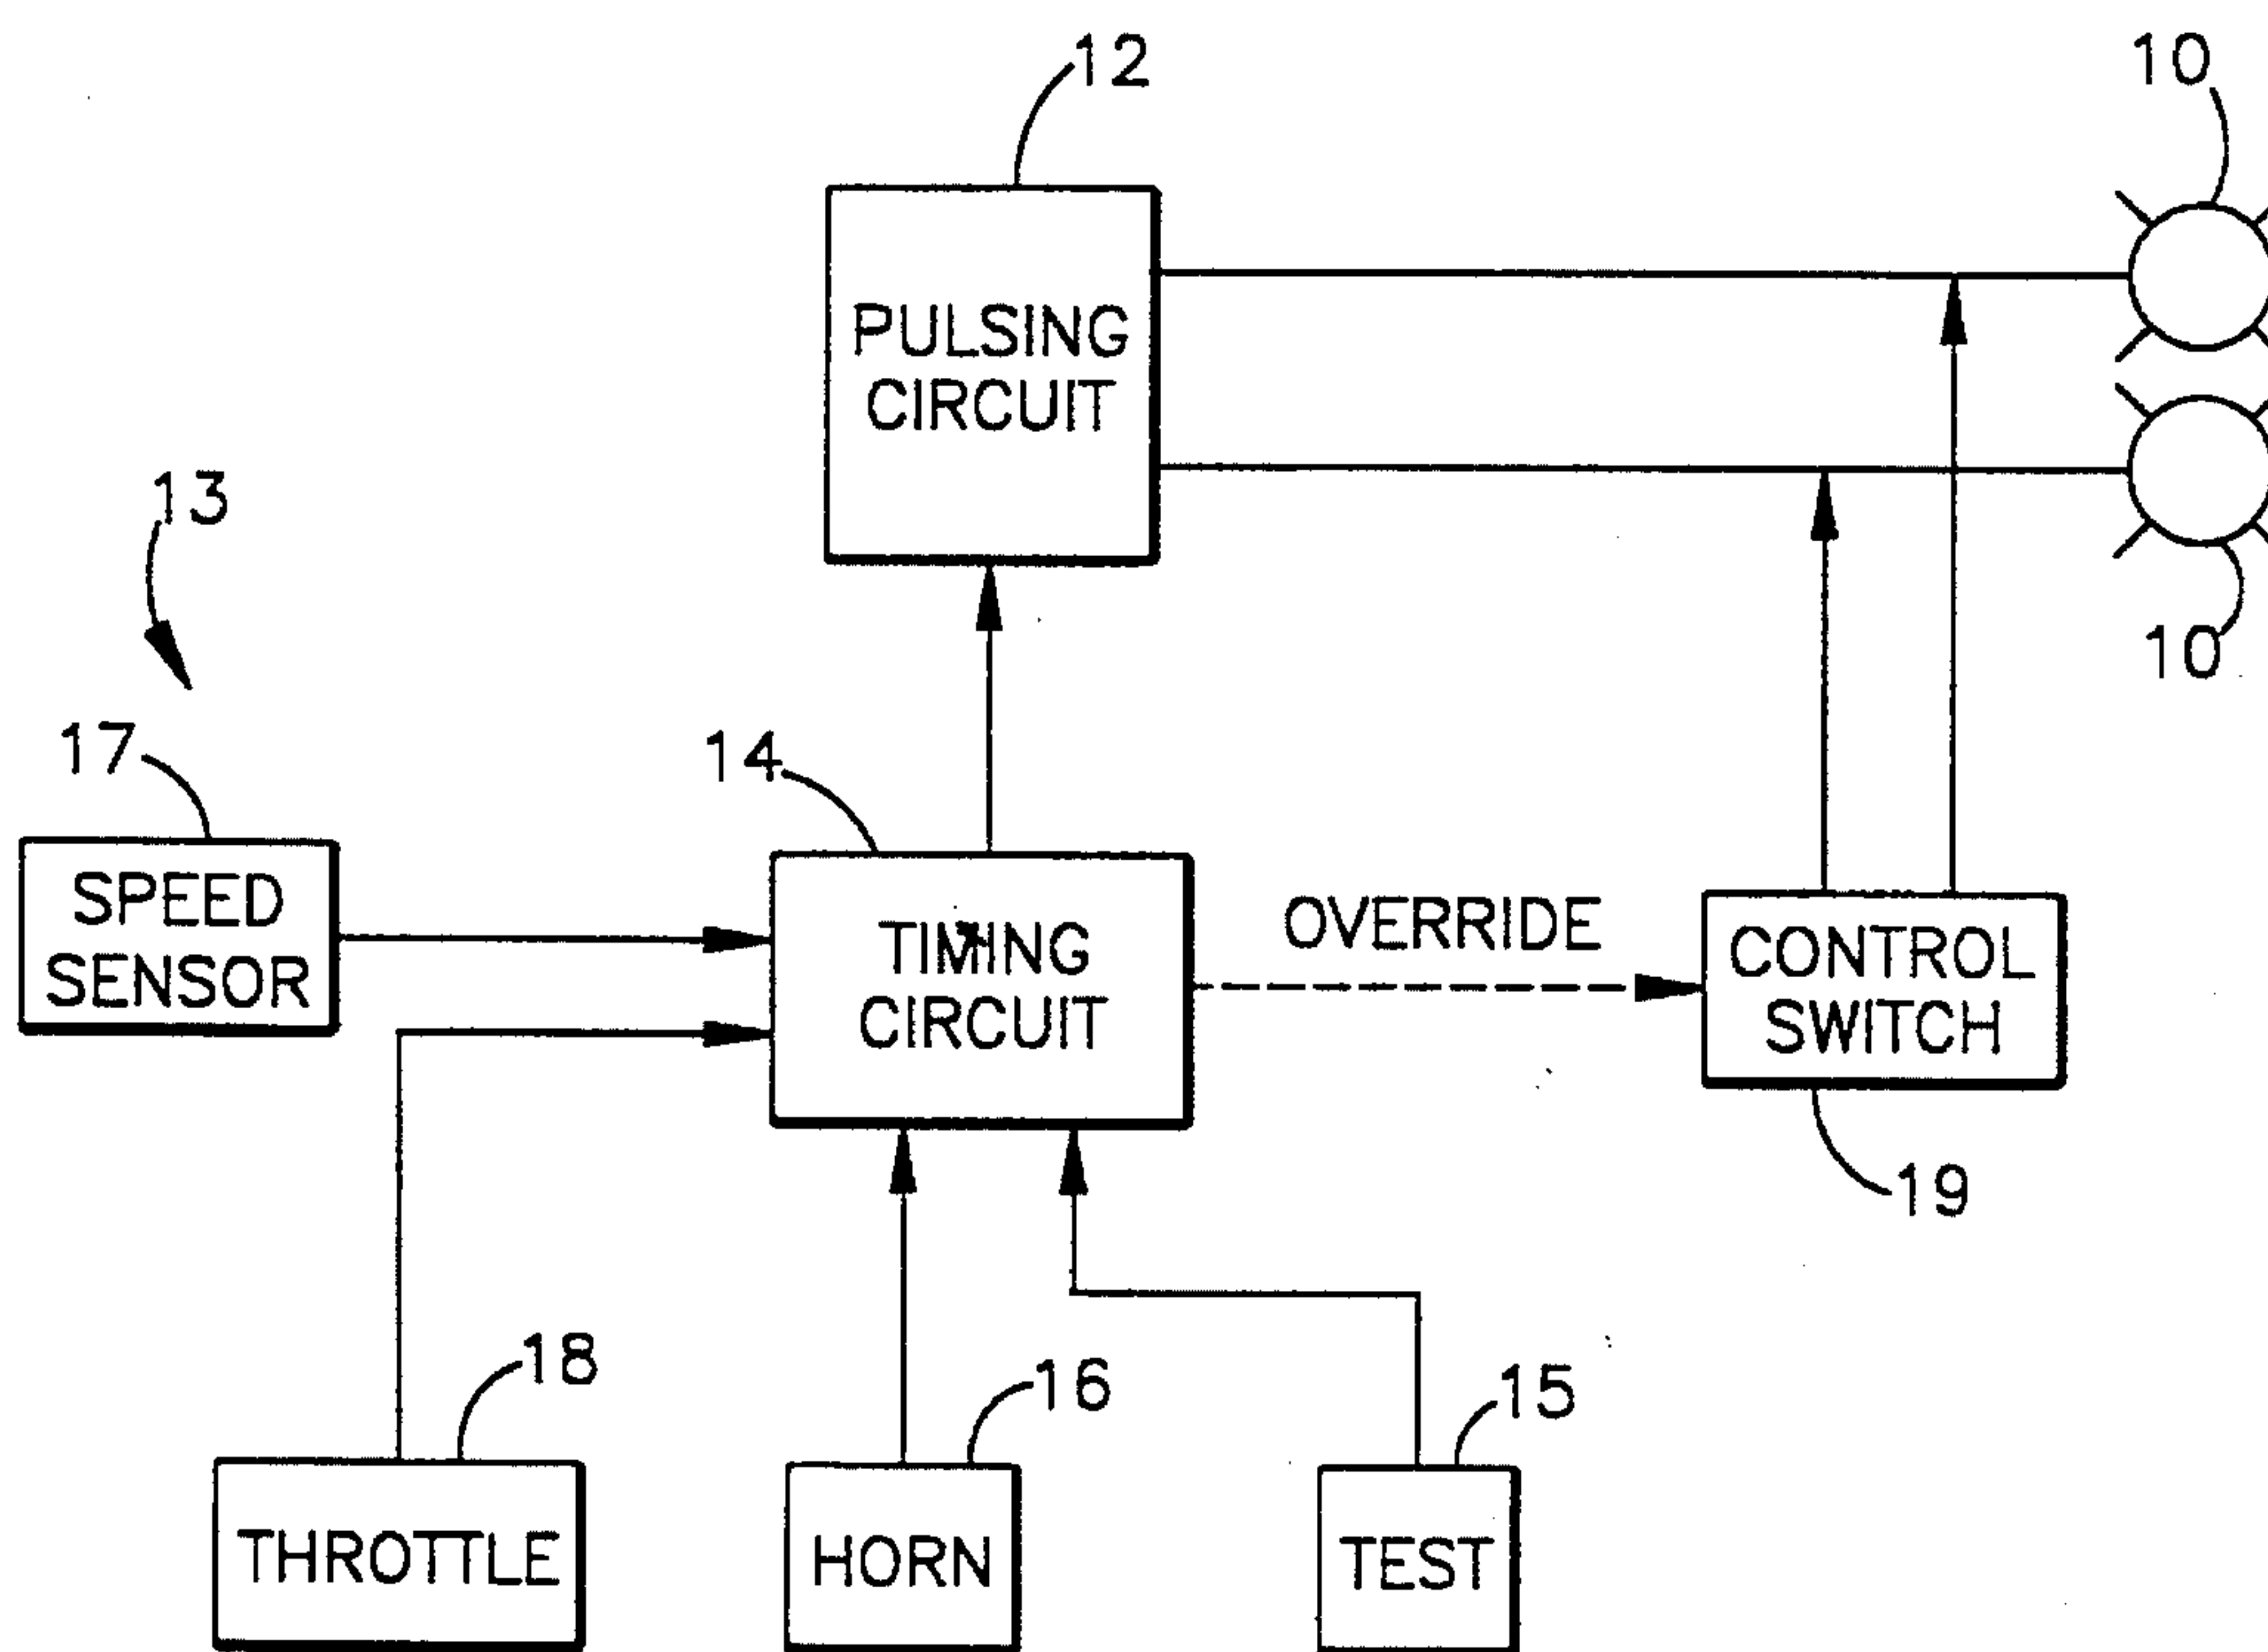 12
10
PULSING
CIRCUIT
13
10
17
14
SPEED
SENSOR
TIMING
CIRCUIT
OVERRIDE
CONTROL
SWITCH
19
18
16
15
THROTTLE
HORN
TEST